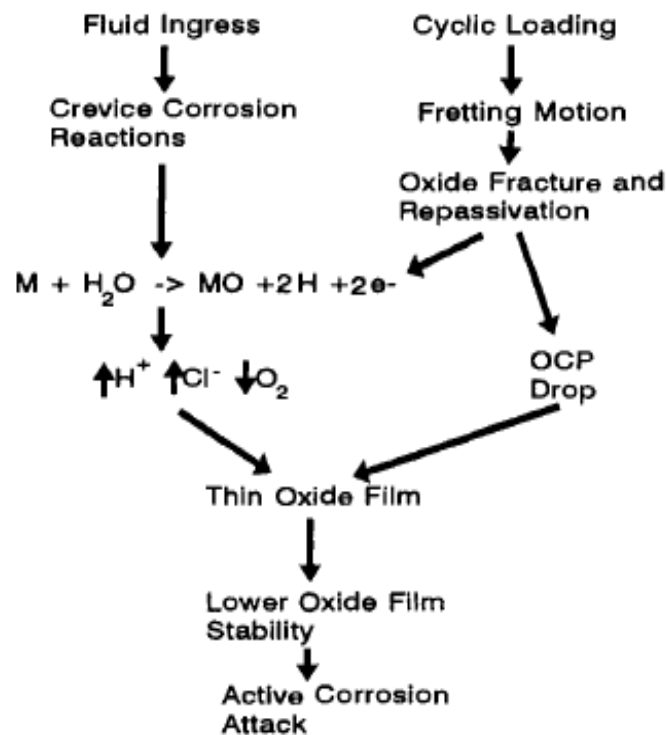 Fluid Ingress
Cyclic Loading
Crevice Corrosion
Reactions
Fretting Motion
Oxide Fracture and
Repassivation
M + H₂O -> MO +2H +2e-
↑H⁺ ↑Cl⁻ ↓O₂
OCP
Drop
Thin Oxide Film
Lower Oxide Film
Stability
Active Corrosion
Attack